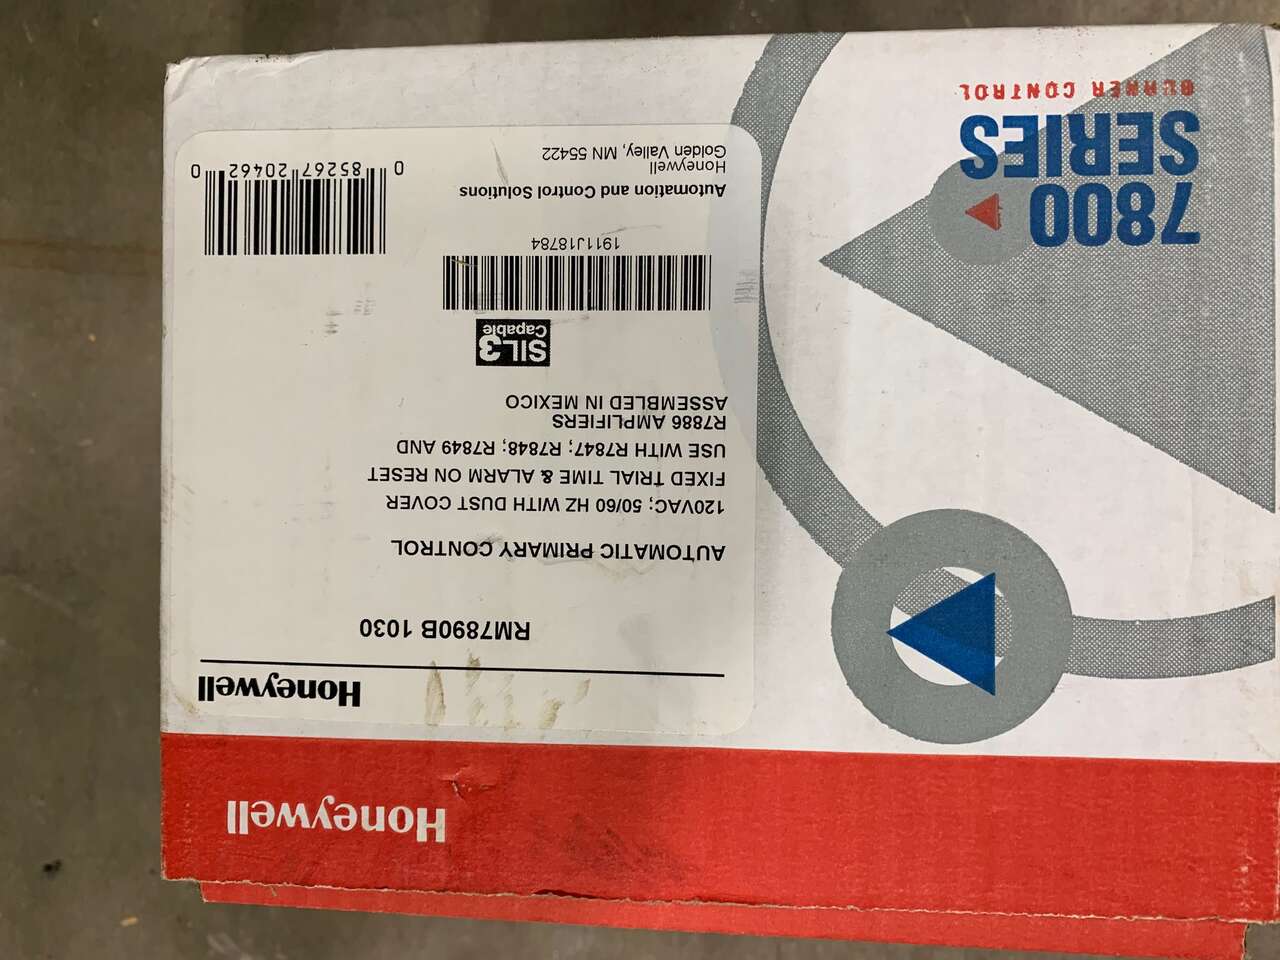 Honeywell
Honeywell
RM7890B 1030
AUTOMATIC PRIMARY CONTROL
120VAC; 50/60 HZ WITH DUST COVER
FIXED TRIAL TIME & ALARM ON RESET
USE WITH R7847; R7848; R7849 AND
R7886 AMPLIFIERS
ASSEMBLED IN MEXICO
SIL3
Capable
1911J18784
Automation and Control Solutions
Honeywell
Golden Valley, MN 55422
0 85267 20462 0
7800
SERIES
BURNER CONTROL